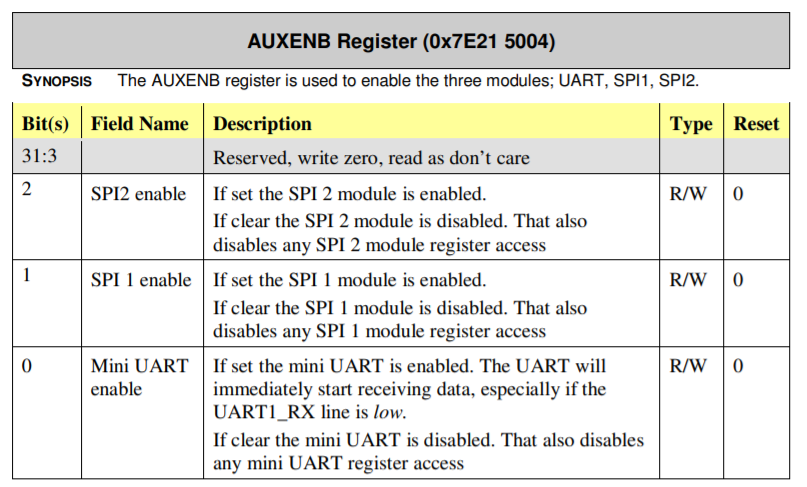 AUXENB Register (0x7E21 5004)
SYNOPSIS The AUXENB register is used to enable the three modules; UART, SPI1, SPI2.
Bit(s) Field Name Description Type Reset
31:3 Reserved, write zero, read as don’t care
2 SPI2 enable If set the SPI 2 module is enabled. R/W 0
If clear the SPI 2 module is disabled. That also
disables any SPI 2 module register access
1 SPI 1 enable If set the SPI 1 module is enabled. R/W 0
If clear the SPI 1 module is disabled. That also
disables any SPI 1 module register access
0 Mini UART If set the mini UART is enabled. The UART will R/W 0
enable immediately start receiving data, especially if the
UART1_RX line is low.
If clear the mini UART is disabled. That also disables
any mini UART register access